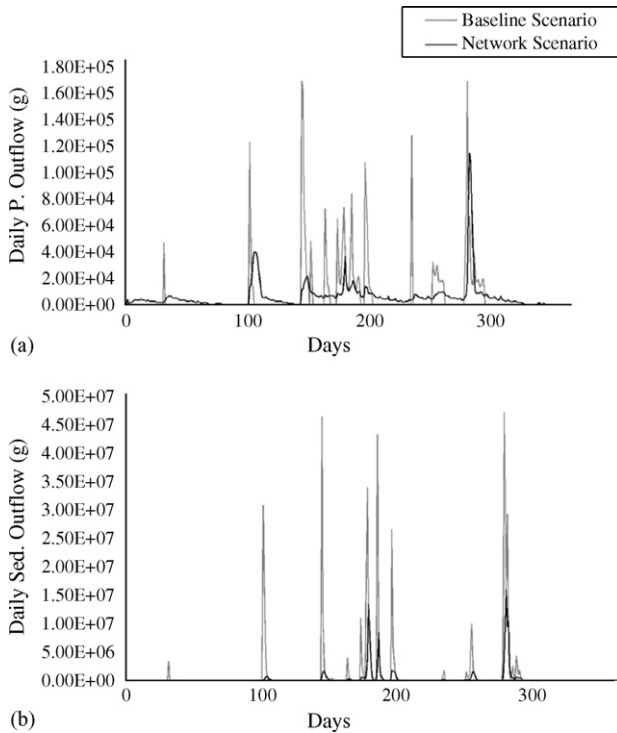 Baseline Scenario
Network Scenario
Daily P. Outflow (g)
1.80E+05
1.60E+05
1.40E+05
1.20E+05
1.00E+05
8.00E+04
6.00E+04
4.00E+04
2.00E+04
0.00E+00
0 100 200 300
(a)
Days
Daily Sed. Outflow (g)
5.00E+07
4.50E+07
4.00E+07
3.50E+07
3.00E+07
2.50E+07
2.00E+07
1.50E+07
1.00E+07
5.00E+06
0.00E+00
0 100 200 300
(b)
Days